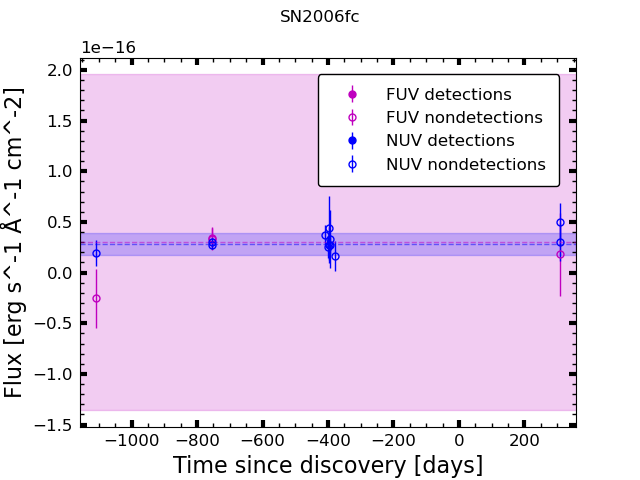 SN2006fc
1e−16
2.0
1.5
1.0
0.5
0.0
−0.5
−1.0
−1.5
Flux [erg s^-1 Å^-1 cm^-2]
FUV detections
FUV nondetections
NUV detections
NUV nondetections
−1000 −800 −600 −400 −200 0 200
Time since discovery [days]